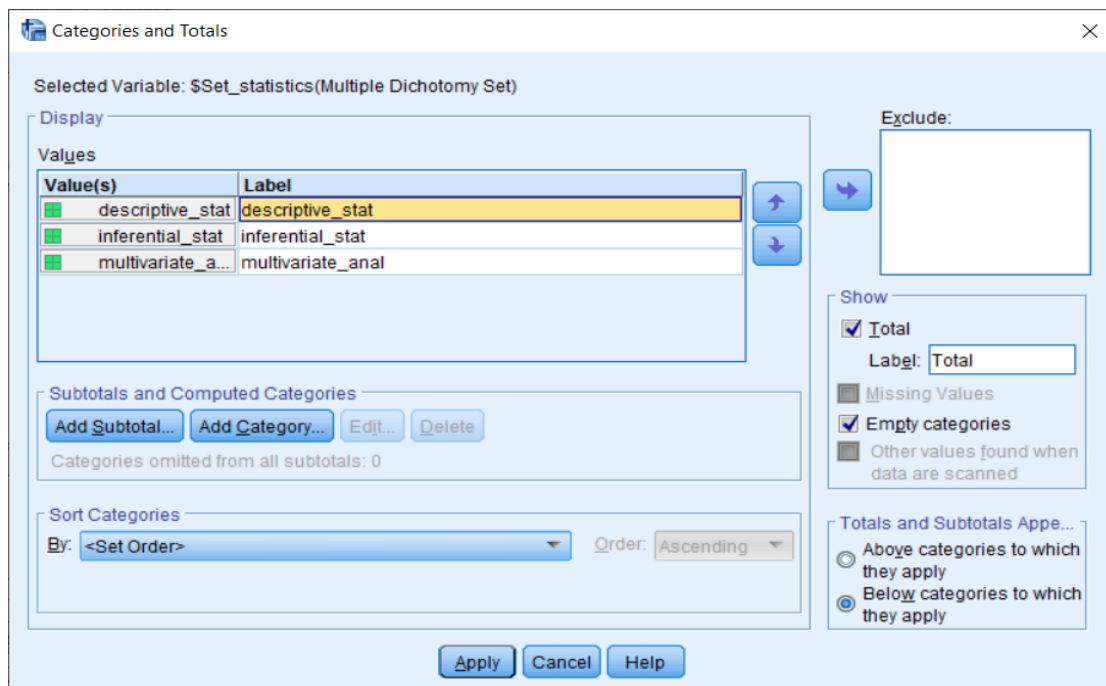 Categories and Totals
Selected Variable: $Set_statistics(Multiple Dichotomy Set)
Display
Values
Value(s) Label
descriptive_stat descriptive_stat
inferential_stat inferential_stat
multivariate_a... multivariate_anal
Subtotals and Computed Categories
Add Subtotal... Add Category... Edit... Delete
Categories omitted from all subtotals: 0
Sort Categories
By: <Set Order> Order: Ascending
Exclude:
Show
Total
Label: Total
Missing Values
Empty categories
Other values found when
data are scanned
Totals and Subtotals Appe...
Above categories to which
they apply
Below categories to which
they apply
Apply Cancel Help